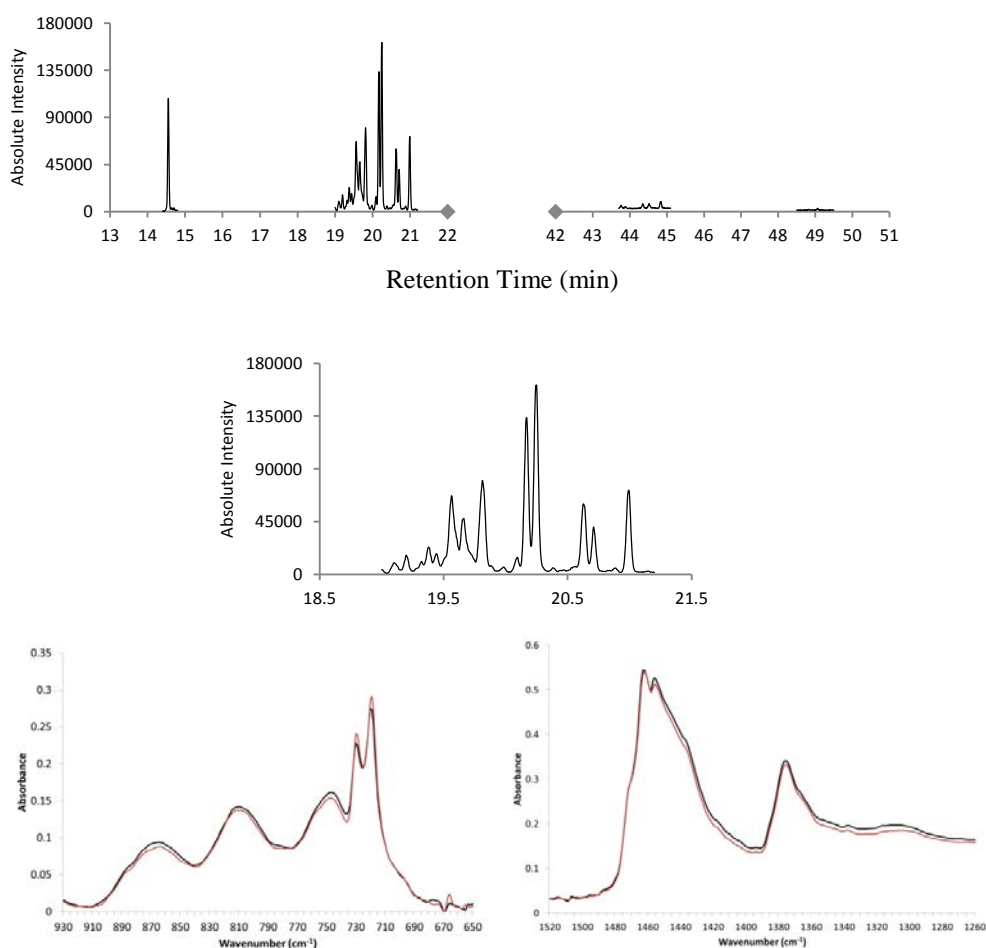 180000
135000
90000
45000
0
Absolute Intensity
13 14 15 16 17 18 19 20 21 22 42 43 44 45 46 47 48 49 50 51
Retention Time (min)
180000
135000
90000
45000
0
Absolute Intensity
18.5 19.5 20.5 21.5
0.35
0.3
0.25
0.2
0.15
0.1
0.05
0
Absorbance
930 910 890 870 850 830 810 790 770 750 730 710 690 670 650
Wavenumber (cm-1)
0.6
0.5
0.4
0.3
0.2
0.1
0
Absorbance
1520 1500 1480 1460 1440 1420 1400 1380 1360 1340 1320 1300 1280 1260
Wavenumber (cm-1)